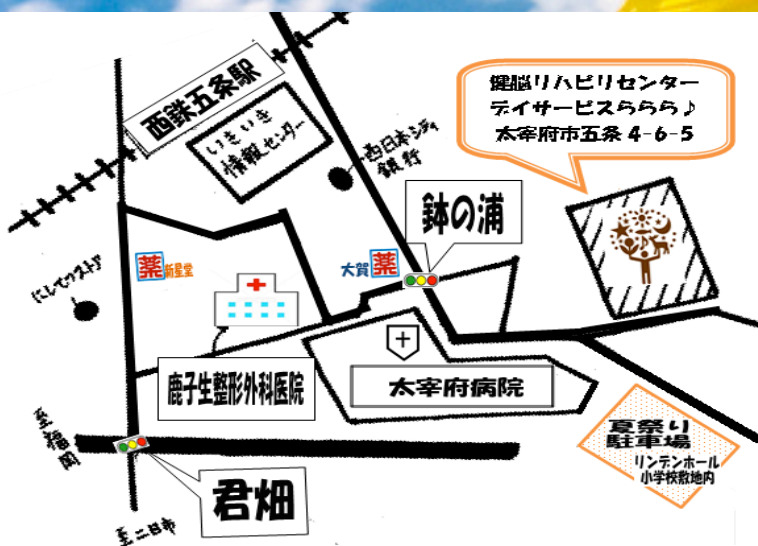 西鉄五条駅
いきいき
情報センター
西日本シティ
銀行
健脳リハビリセンター
デイサービスららら♪
太宰府市五条 4-6-5
鉢の浦
薬 新星堂
大賀 薬
にしてつストア
鹿子生整形外科医院
太宰府病院
至福岡
君畑
至二日市
夏祭り
駐車場
リンデンホール
小学校敷地内